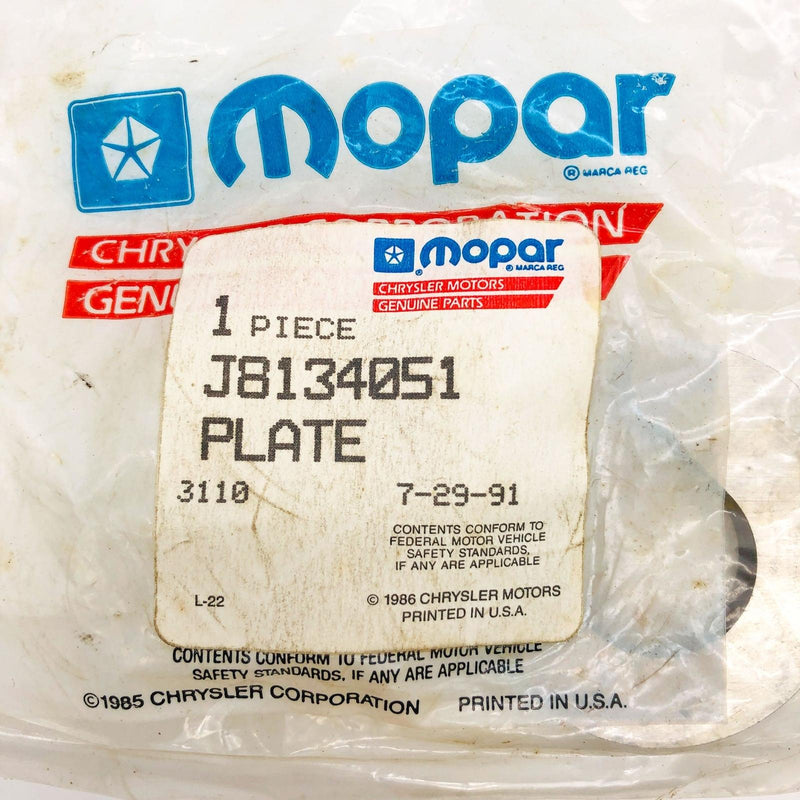 mopar
® MARCA REG
CHRY CORPORATION
GENU
mopar
® ® MARCA REG
CHRYSLER MOTORS
GENUINE PARTS
1 PIECE
J8134051
PLATE
3110 7-29-91
CONTENTS CONFORM TO
FEDERAL MOTOR VEHICLE
SAFETY STANDARDS,
IF ANY ARE APPLICABLE
L-22 © 1986 CHRYSLER MOTORS
PRINTED IN U.S.A.
CONTENTS CONFORM TO FEDERAL MOTOR VEHICLE
SAFETY STANDARDS, IF ANY ARE APPLICABLE
©1985 CHRYSLER CORPORATION PRINTED IN U.S.A.